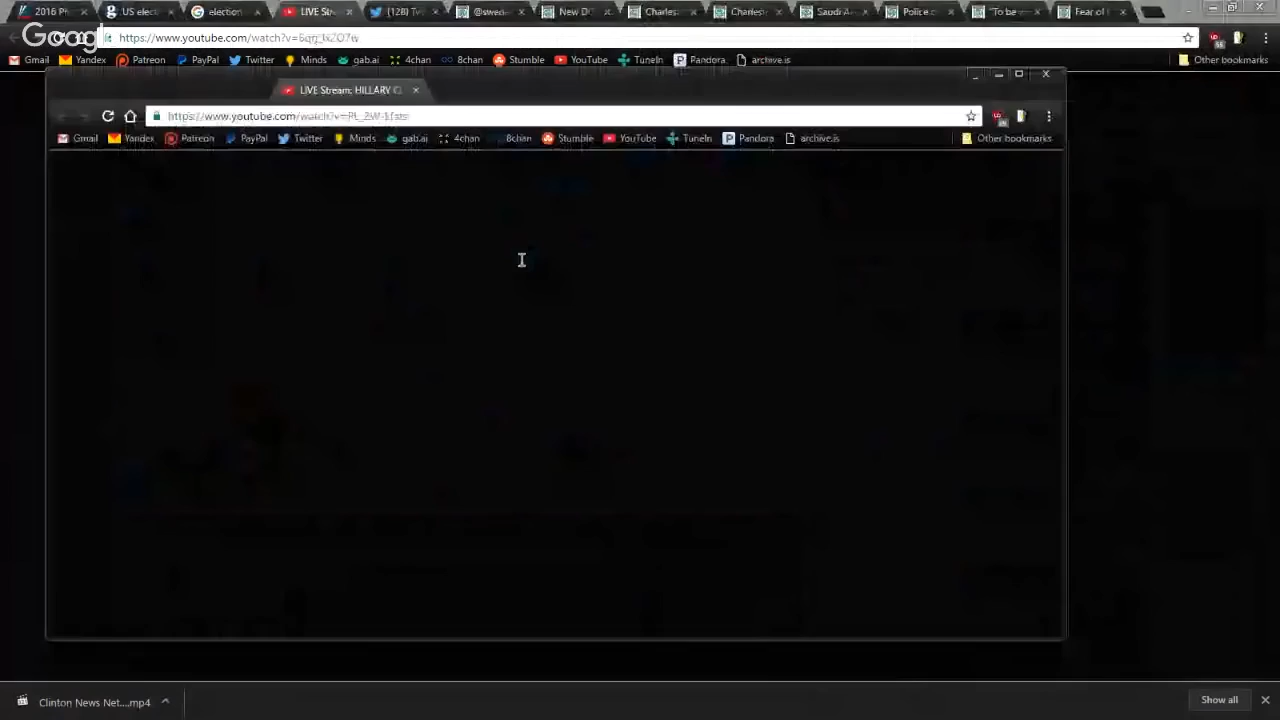 2016 P
US elect
election
LIVE Str
(128) Tw
@swed
New D
Charles
Charles
Saudi A
Police c
"To be
Fear of
Goog
https://www.youtube.com/watch?v=
Gmail Yandex Patreon PayPal Twitter Minds gab.ai 4chan 8chan Stumble YouTube TuneIn Pandora archive.is Other bookmarks
LIVE Stream: HILLARY
https://www.youtube.com/watch?v=
Gmail Yandex Patreon PayPal Twitter Minds gab.ai 4chan 8chan Stumble YouTube TuneIn Pandora archive.is Other bookmarks
Clinton News Net....mp4
Show all